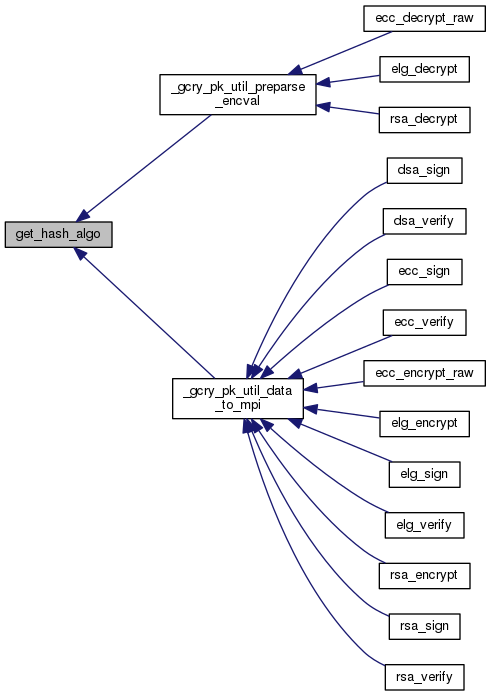 ecc_decrypt_raw
_gcry_pk_util_preparse
_encval
elg_decrypt
rsa_decrypt
dsa_sign
dsa_verify
get_hash_algo
ecc_sign
ecc_verify
ecc_encrypt_raw
_gcry_pk_util_data
_to_mpi
elg_encrypt
elg_sign
elg_verify
rsa_encrypt
rsa_sign
rsa_verify